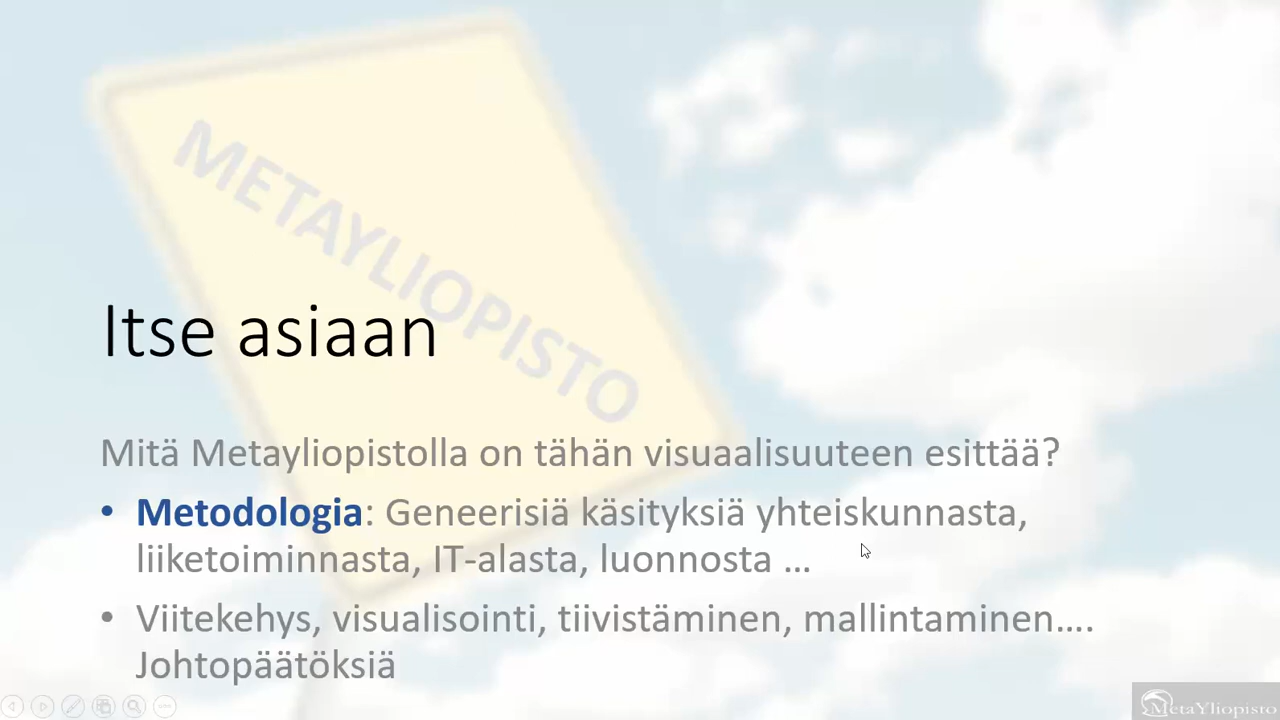 METAYLIOPISTO
Itse asiaan
Mitä Metayliopistolla on tähän visuaalisuuteen esittää?
• Metodologia: Geneerisiä käsityksiä yhteiskunnasta,
liiketoiminnasta, IT-alasta, luonnosta ...
• Viitekehys, visualisointi, tiivistäminen, mallintaminen....
Johtopäätöksiä
MetaYliopisto